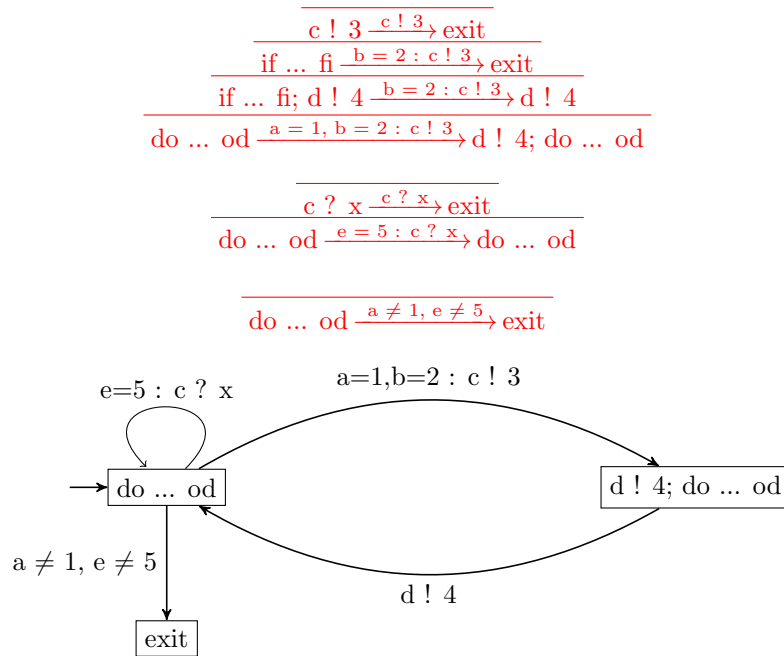 c ! 3 c ! 3 exit
if ... fi b = 2 : c ! 3 exit
if ... fi; d ! 4 b = 2 : c ! 3 d ! 4
do ... od a = 1, b = 2 : c ! 3 d ! 4; do ... od
c ? x c ? x exit
do ... od e = 5 : c ? x do ... od
do ... od a ≠ 1, e ≠ 5 exit
a=1,b=2 : c ! 3
e=5 : c ? x
do ... od
d ! 4; do ... od
a ≠ 1, e ≠ 5
d ! 4
exit